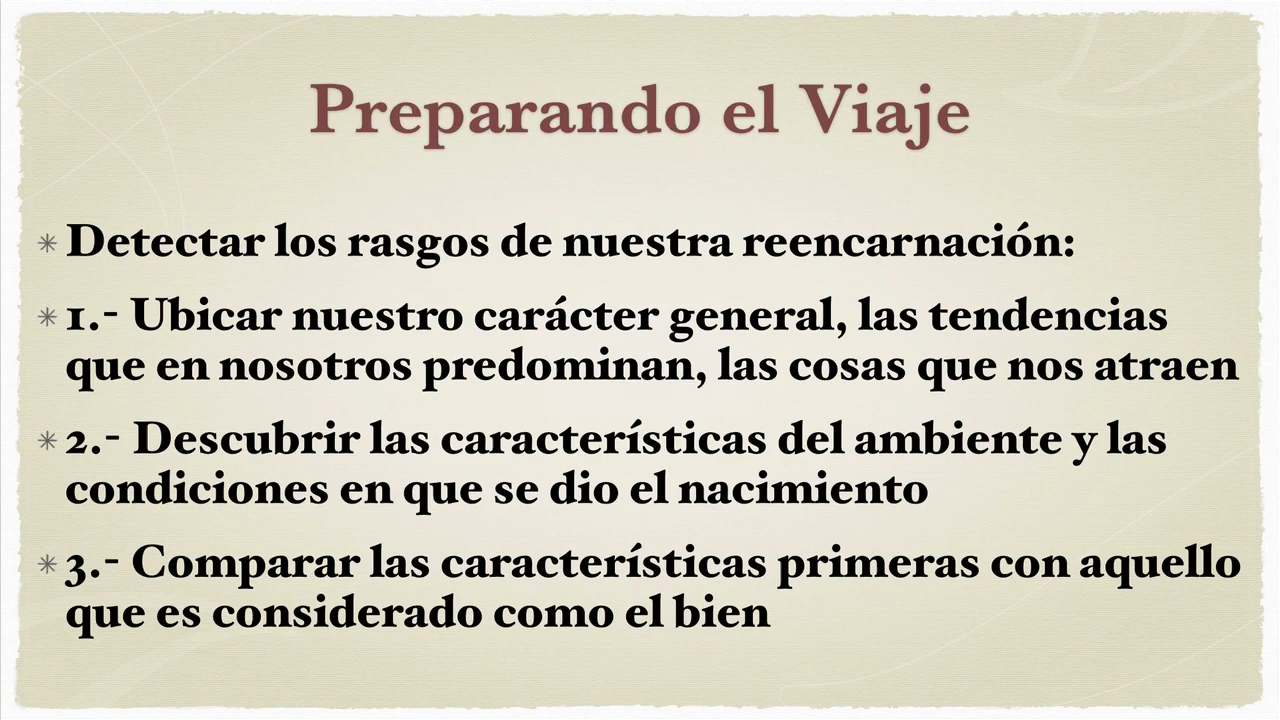 Preparando el Viaje
Detectar los rasgos de nuestra reencarnación:
1.- Ubicar nuestro carácter general, las tendencias
que en nosotros predominan, las cosas que nos atraen
2.- Descubrir las características del ambiente y las
condiciones en que se dio el nacimiento
3.- Comparar las características primeras con aquello
que es considerado como el bien